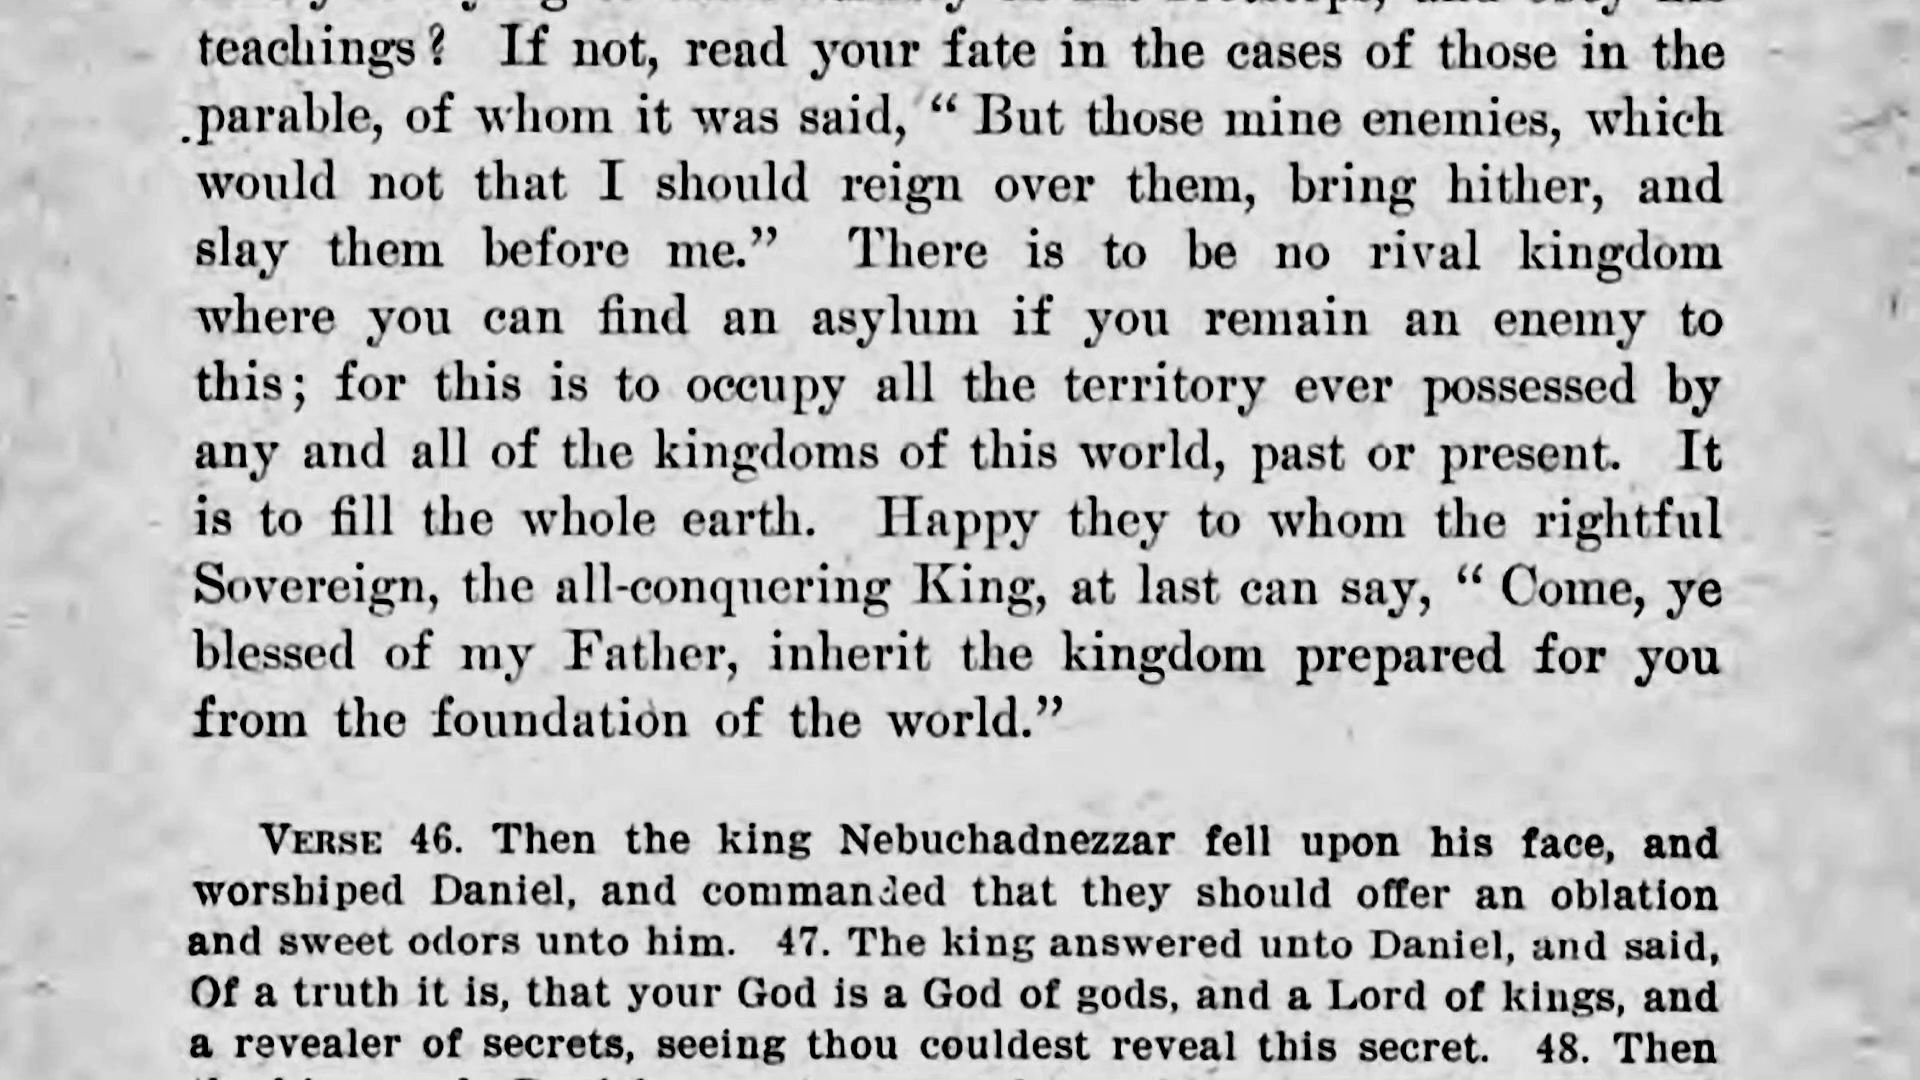 teachings? If not, read your fate in the cases of those in the
parable, of whom it was said, “ But those mine enemies, which
would not that I should reign over them, bring hither, and
slay them before me.” There is to be no rival kingdom
where you can find an asylum if you remain an enemy to
this; for this is to occupy all the territory ever possessed by
any and all of the kingdoms of this world, past or present. It
is to fill the whole earth. Happy they to whom the rightful
Sovereign, the all-conquering King, at last can say, “ Come, ye
blessed of my Father, inherit the kingdom prepared for you
from the foundation of the world.”
VERSE 46. Then the king Nebuchadnezzar fell upon his face, and
worshiped Daniel, and commanded that they should offer an oblation
and sweet odors unto him. 47. The king answered unto Daniel, and said,
Of a truth it is, that your God is a God of gods, and a Lord of kings, and
a revealer of secrets, seeing thou couldest reveal this secret. 48. Then